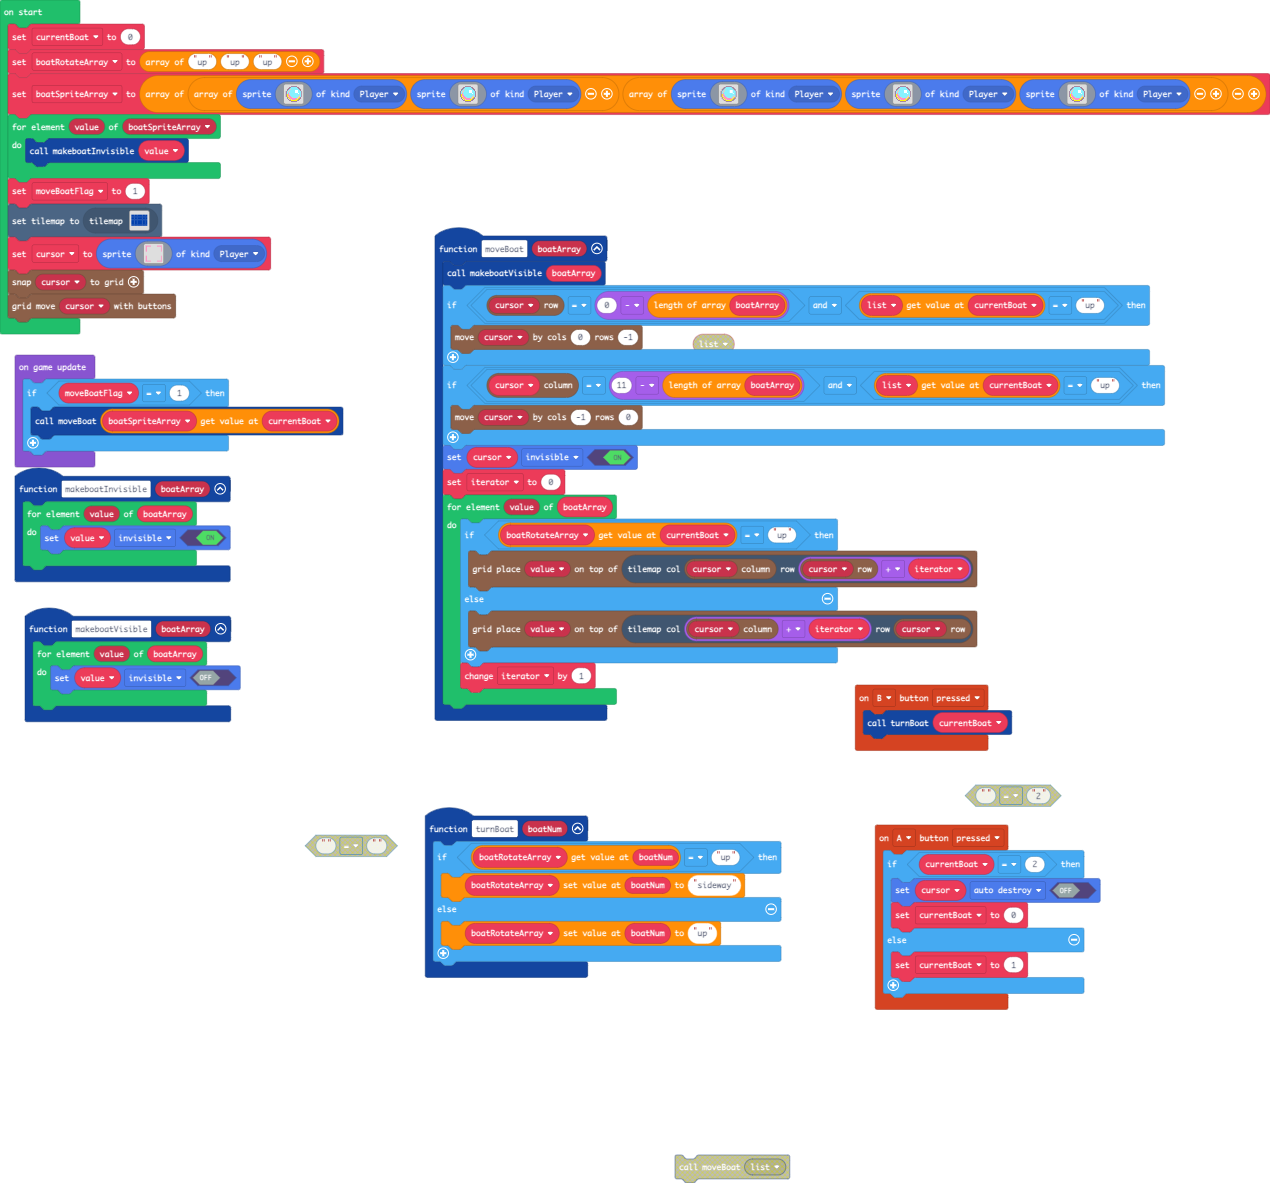 on start
set currentBoat to 0
set boatRotateArray to array of "up" "up" "up"
set boatSpriteArray to array of array of sprite of kind Player sprite of kind Player array of sprite of kind Player sprite of kind Player sprite of kind Player
for element value of boatSpriteArray
do call makeboatInvisible value
set moveBoatFlag to 1
set tilemap to tilemap
set cursor to sprite of kind Player
snap cursor to grid
grid move cursor with buttons
on game update
if moveBoatFlag = 1 then
call moveBoat boatSpriteArray get value at currentBoat
function makeboatInvisible boatArray
for element value of boatArray
do set value invisible ON
function makeboatVisible boatArray
for element value of boatArray
do set value invisible OFF
function moveBoat boatArray
call makeboatVisible boatArray
if cursor row = 0 - length of array boatArray and list get value at currentBoat = "up" then
move cursor by cols 0 rows -1
list
if cursor column = 11 - length of array boatArray and list get value at currentBoat = "up" then
move cursor by cols -1 rows 0
set cursor invisible ON
set iterator to 0
for element value of boatArray
do if boatRotateArray get value at currentBoat = "up" then
grid place value on top of tilemap col cursor column row cursor row + iterator
else
grid place value on top of tilemap col cursor column + iterator row cursor row
change iterator by 1
on B button pressed
call turnBoat currentBoat
"" = "2"
"" = ""
function turnBoat boatNum
if boatRotateArray get value at boatNum = "up" then
boatRotateArray set value at boatNum to "sideway"
else
boatRotateArray set value at boatNum to "up"
on A button pressed
if currentBoat = 2 then
set cursor auto destroy OFF
set currentBoat to 0
else
set currentBoat to 1
call moveBoat list